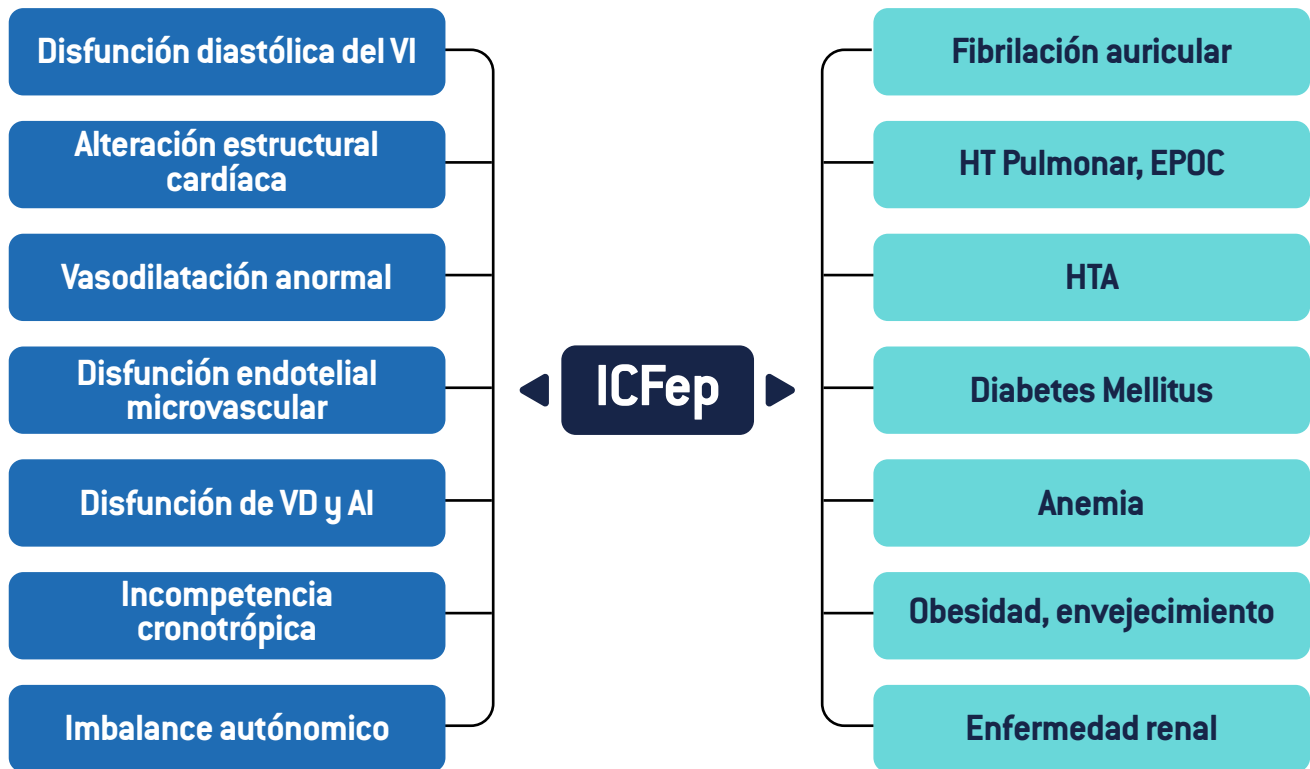 Disfunción diastólica del VI
Alteración estructural
cardíaca
Vasodilatación anormal
Disfunción endotelial
microvascular
Disfunción de VD y AI
Incompetencia
cronotrópica
Imbalance autónomico
ICFep
Fibrilación auricular
HT Pulmonar, EPOC
HTA
Diabetes Mellitus
Anemia
Obesidad, envejecimiento
Enfermedad renal